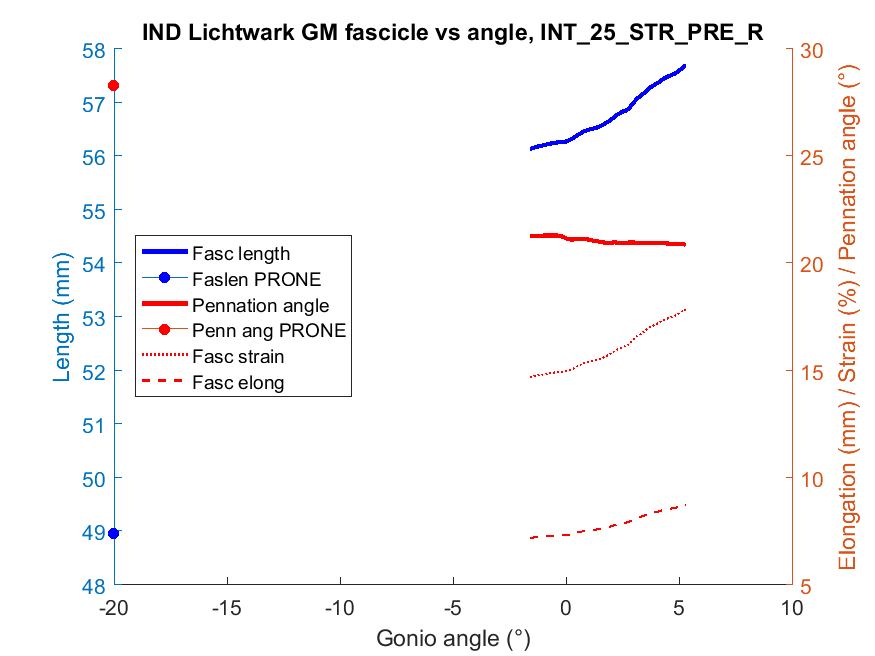 IND Lichtwark GM fascicle vs angle, INT_25_STR_PRE_R
58
57
56
55
54
53
52
51
50
49
48
Length (mm)
30
25
20
15
10
5
Elongation (mm) / Strain (%) / Pennation angle (°)
Fasc length
Faslen PRONE
Pennation angle
Penn ang PRONE
Fasc strain
Fasc elong
-20 -15 -10 -5 0 5 10
Gonio angle (°)